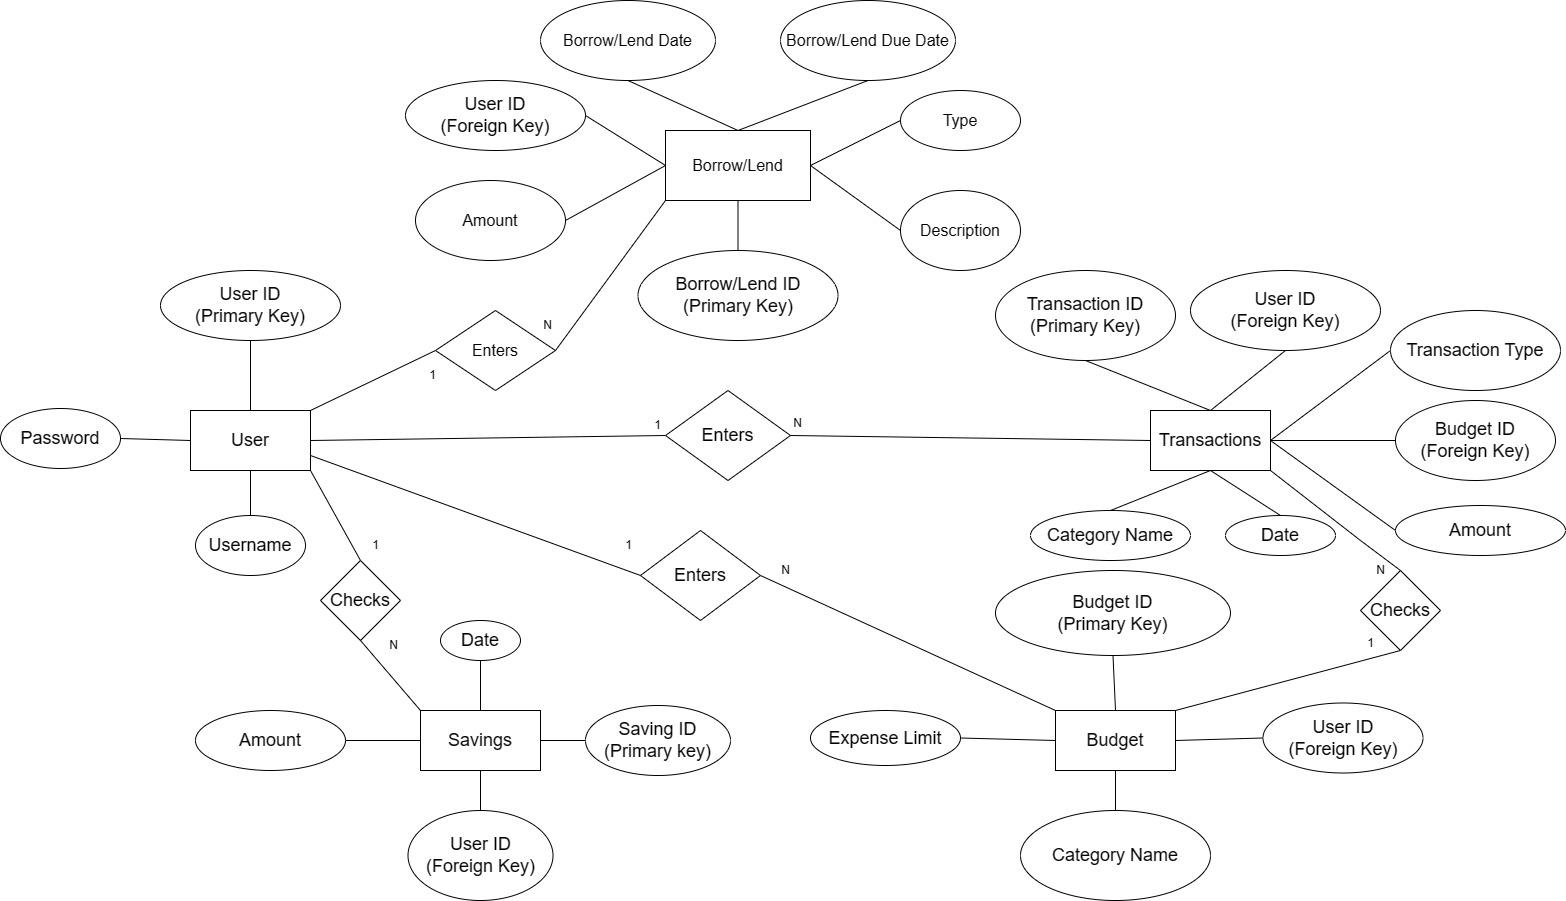 Borrow/Lend Date
Borrow/Lend Due Date
User ID
(Foreign Key)
Type
Borrow/Lend
Amount
Description
Borrow/Lend ID
(Primary Key)
User ID
(Primary Key)
Transaction ID
(Primary Key)
User ID
(Foreign Key)
N
Enters
1
Transaction Type
Password
User
1
Enters
N
Transactions
Budget ID
(Foreign Key)
Username
Category Name
Date
Amount
1
1
Enters
N
N
Checks
Checks
1
Budget ID
(Primary Key)
N
Date
Amount
Savings
Saving ID
(Primary key)
Expense Limit
Budget
User ID
(Foreign Key)
User ID
(Foreign Key)
Category Name